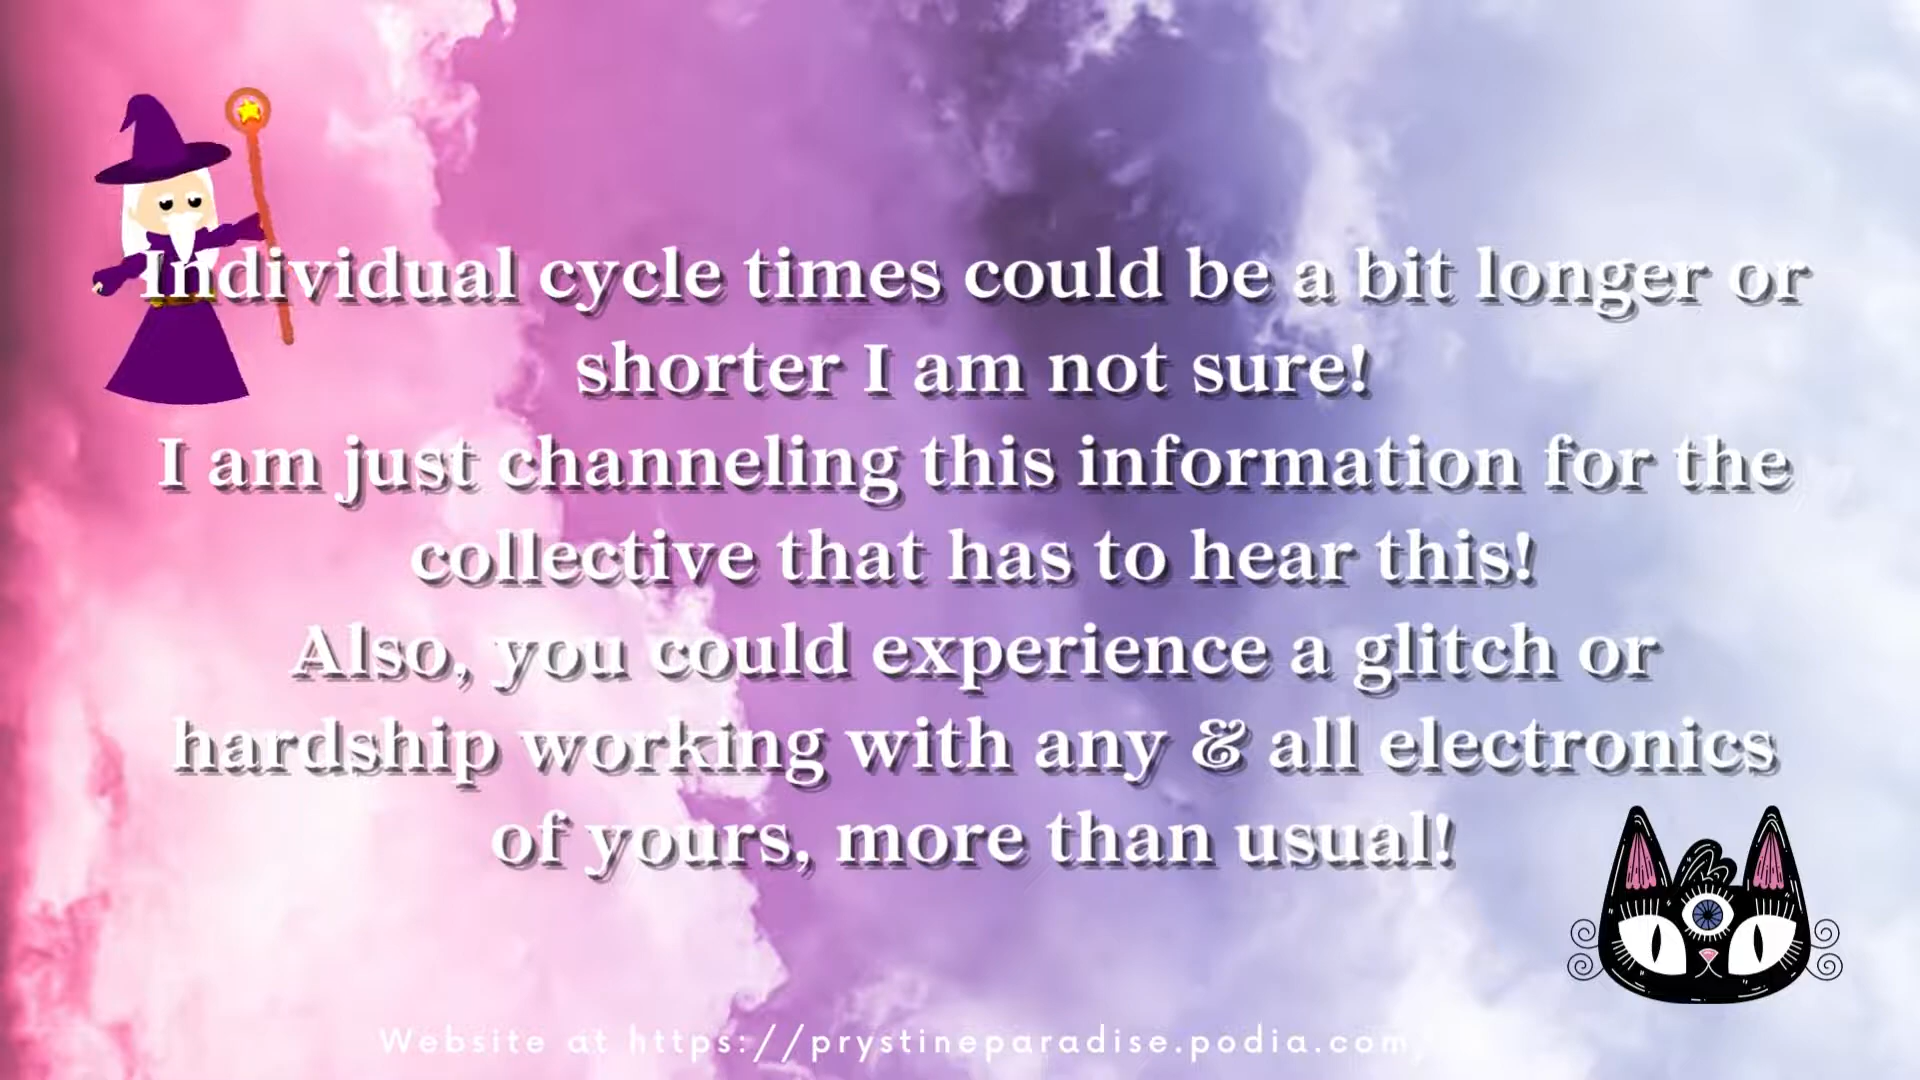 Individual cycle times could be a bit longer or
shorter I am not sure!
I am just channeling this information for the
collective that has to hear this!
Also, you could experience a glitch or
hardship working with any & all electronics
of yours, more than usual!
Website at https://prystineparadise.podia.com/